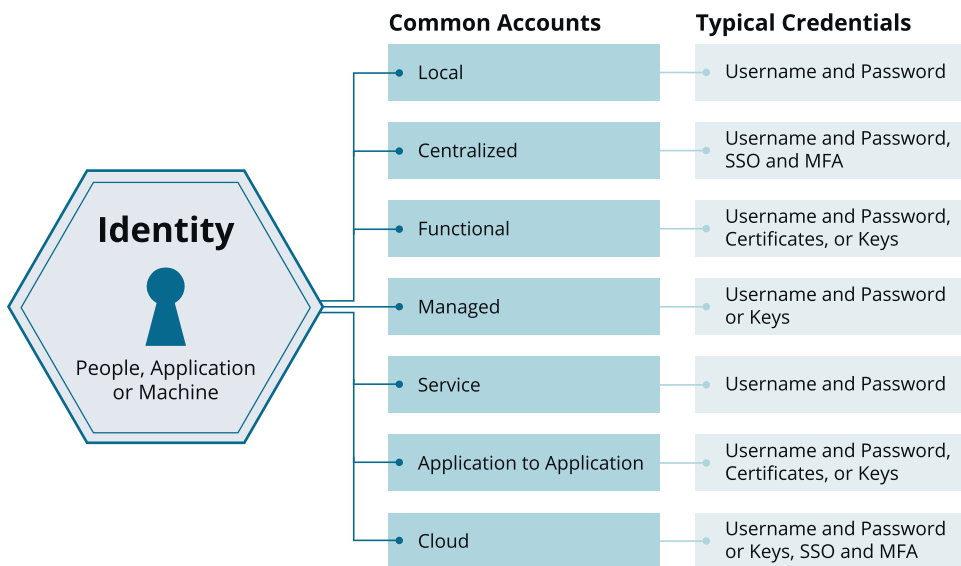 Common Accounts
Typical Credentials
Identity
People, Application
or Machine
Local
Username and Password
Centralized
Username and Password,
SSO and MFA
Functional
Username and Password,
Certificates, or Keys
Managed
Username and Password
or Keys
Service
Username and Password
Application to Application
Username and Password,
Certificates, or Keys
Cloud
Username and Password
or Keys, SSO and MFA